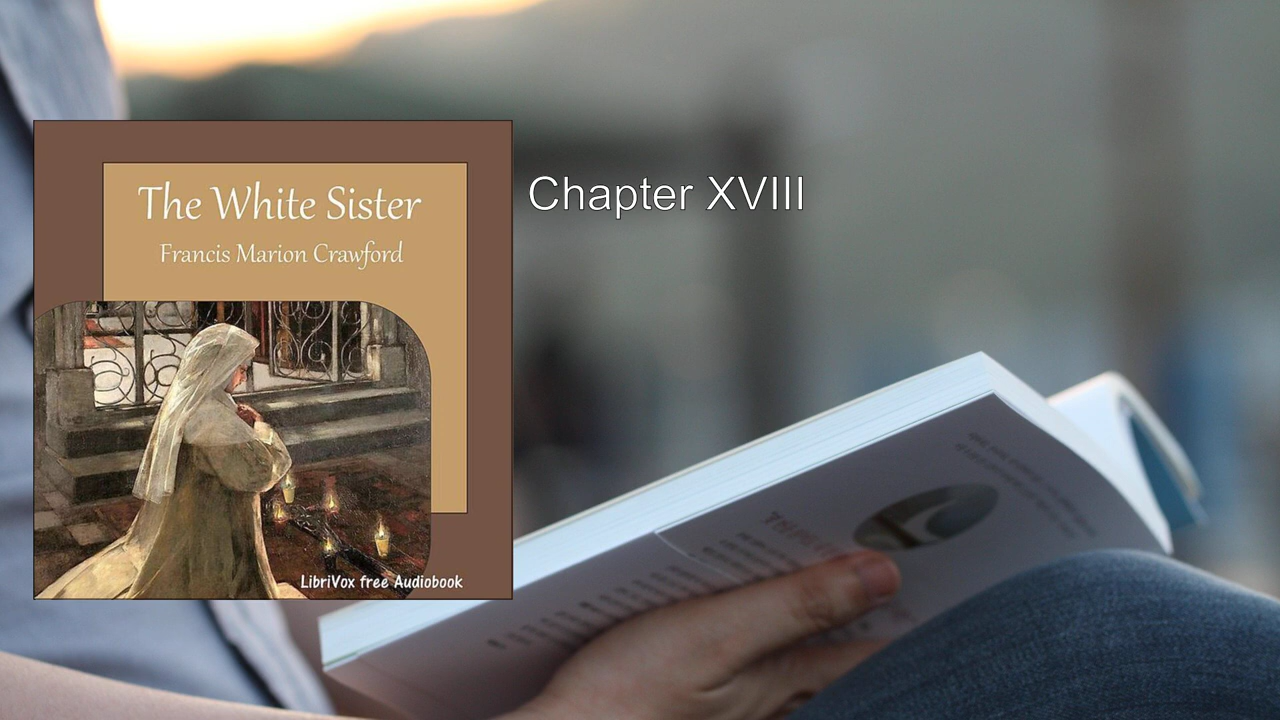 The White Sister
Francis Marion Crawford
LibriVox free Audiobook
Chapter XVIII